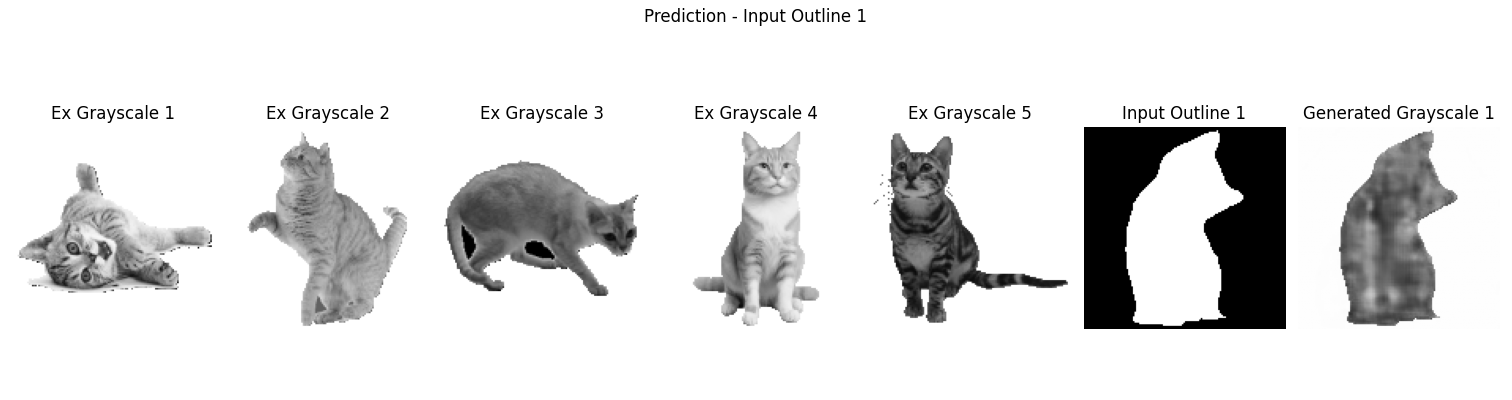 Prediction - Input Outline 1
Ex Grayscale 1
Ex Grayscale 2
Ex Grayscale 3
Ex Grayscale 4
Ex Grayscale 5
Input Outline 1
Generated Grayscale 1